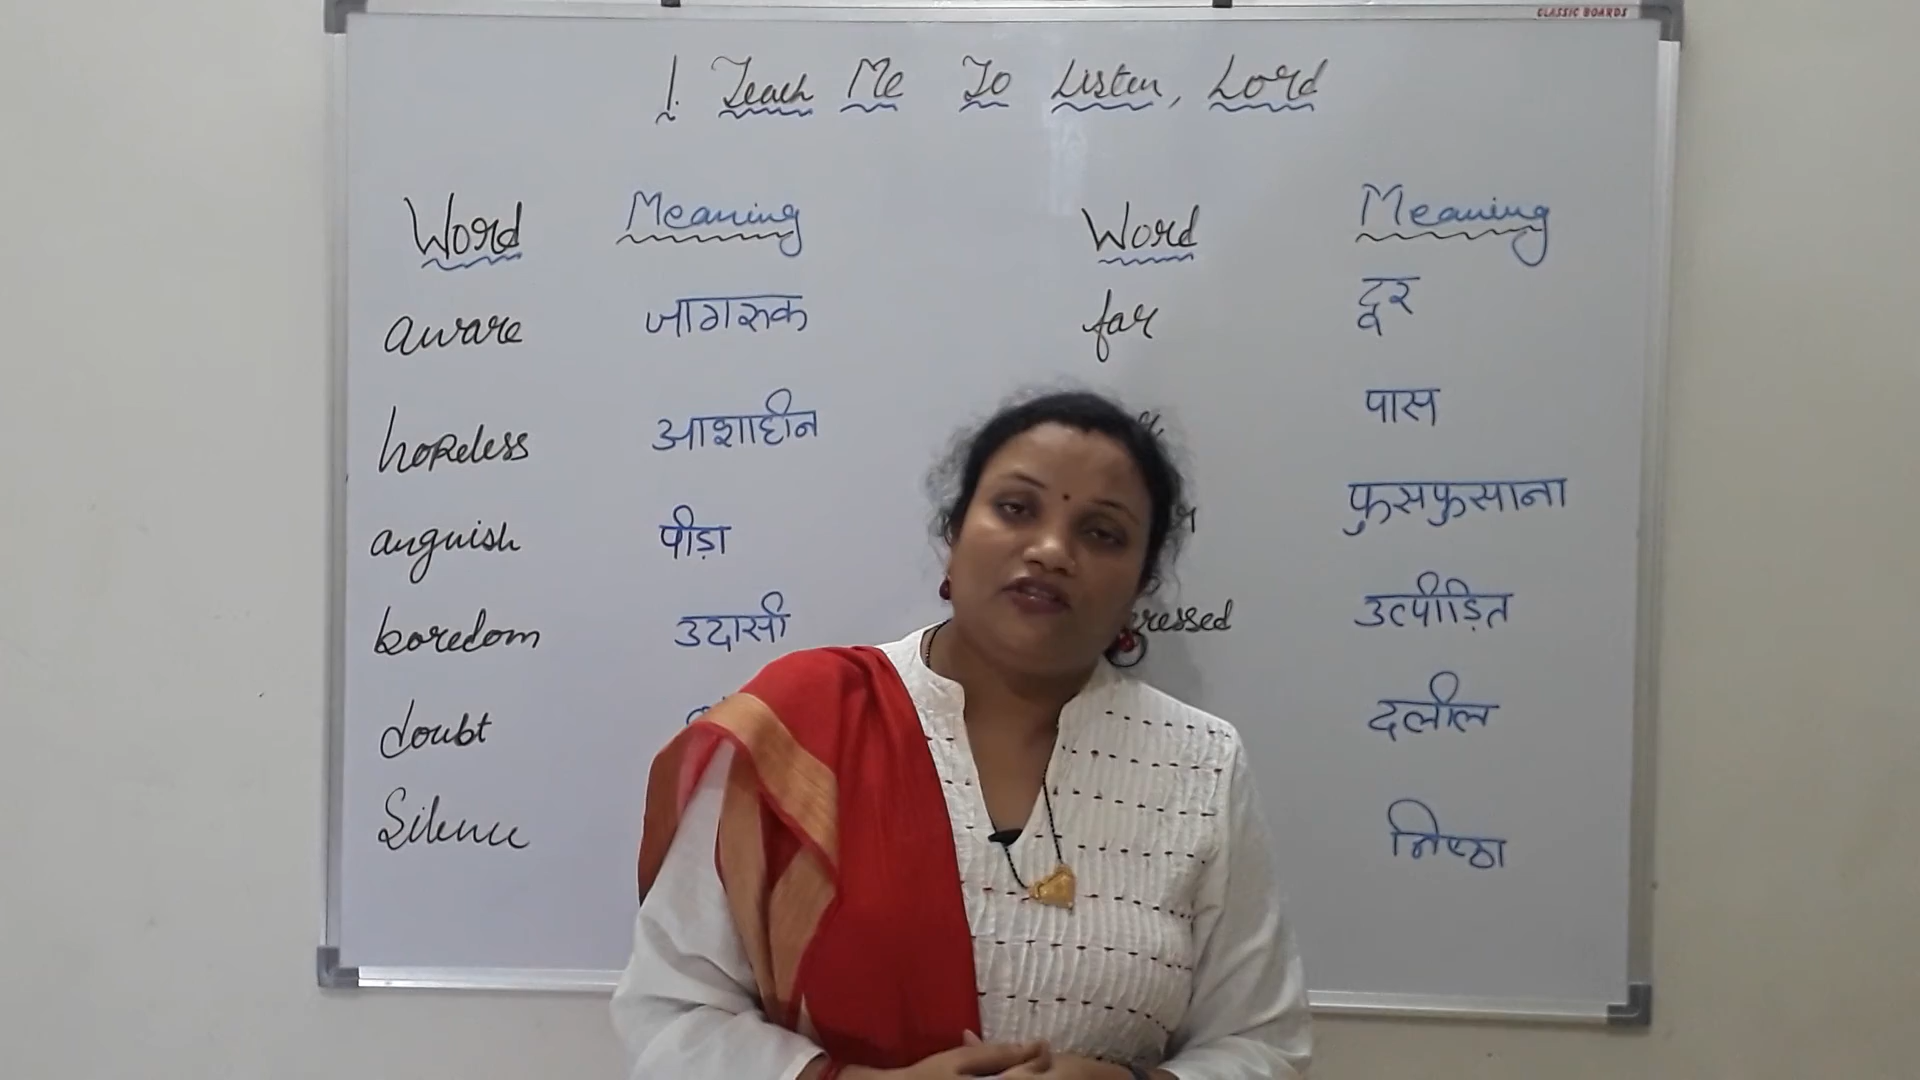 CLASSIC BOARDS
1. Teach Me To Listen, Lord
Word Meaning Word Meaning
aware जागरुक far दूर
hopeless आशाहीन पास
anguish पीड़ा फुसफुसाना
boredom उदासी उत्पीड़ित
doubt दलील
Silence निष्ठा